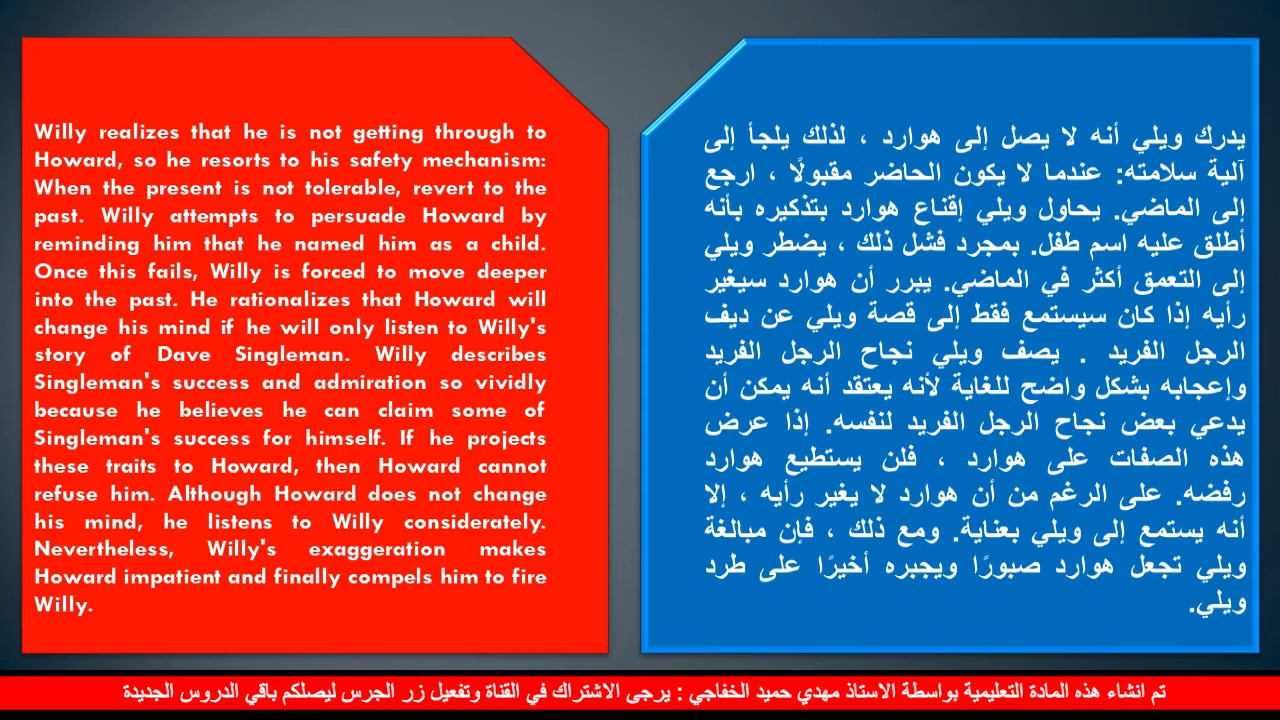 Willy realizes that he is not getting through to
Howard, so he resorts to his safety mechanism:
When the present is not tolerable, revert to the
past. Willy attempts to persuade Howard by
reminding him that he named him as a child.
Once this fails, Willy is forced to move deeper
into the past. He rationalizes that Howard will
change his mind if he will only listen to Willy's
story of Dave Singleman. Willy describes
Singleman's success and admiration so vividly
because he believes he can claim some of
Singleman's success for himself. If he projects
these traits to Howard, then Howard cannot
refuse him. Although Howard does not change
his mind, he listens to Willy considerately.
Nevertheless, Willy's exaggeration makes
Howard impatient and finally compels him to fire
Willy.
يدرك ويلي أنه لا يصل إلى هوارد ، لذلك يلجأ إلى
آلية سلامته: عندما لا يكون الحاضر مقبولًا ، ارجع
إلى الماضي. يحاول ويلي إقناع هوارد بتذكيره بأنه
أطلق عليه اسم طفل. بمجرد فشل ذلك ، يضطر ويلي
إلى التعمق أكثر في الماضي. يبرر أن هوارد سيغير
رأيه إذا كان سيستمع فقط إلى قصة ويلي عن ديف
الرجل الفريد . يصف ويلي نجاح الرجل الفريد
وإعجابه بشكل واضح للغاية لأنه يعتقد أنه يمكن أن
يدعي بعض نجاح الرجل الفريد لنفسه. إذا عرض
هذه الصفات على هوارد ، فلن يستطيع هوارد
رفضه. على الرغم من أن هوارد لا يغير رأيه ، إلا
أنه يستمع إلى ويلي بعناية. ومع ذلك ، فإن مبالغة
ويلي تجعل هوارد صبورًا ويجبره أخيرًا على طرد
ويلي.
تم انشاء هذه المادة التعليمية بواسطة الاستاذ مهدي حميد الخفاجي : يرجى الاشتراك في القناة وتفعيل زر الجرس ليصلكم باقي الدروس الجديدة